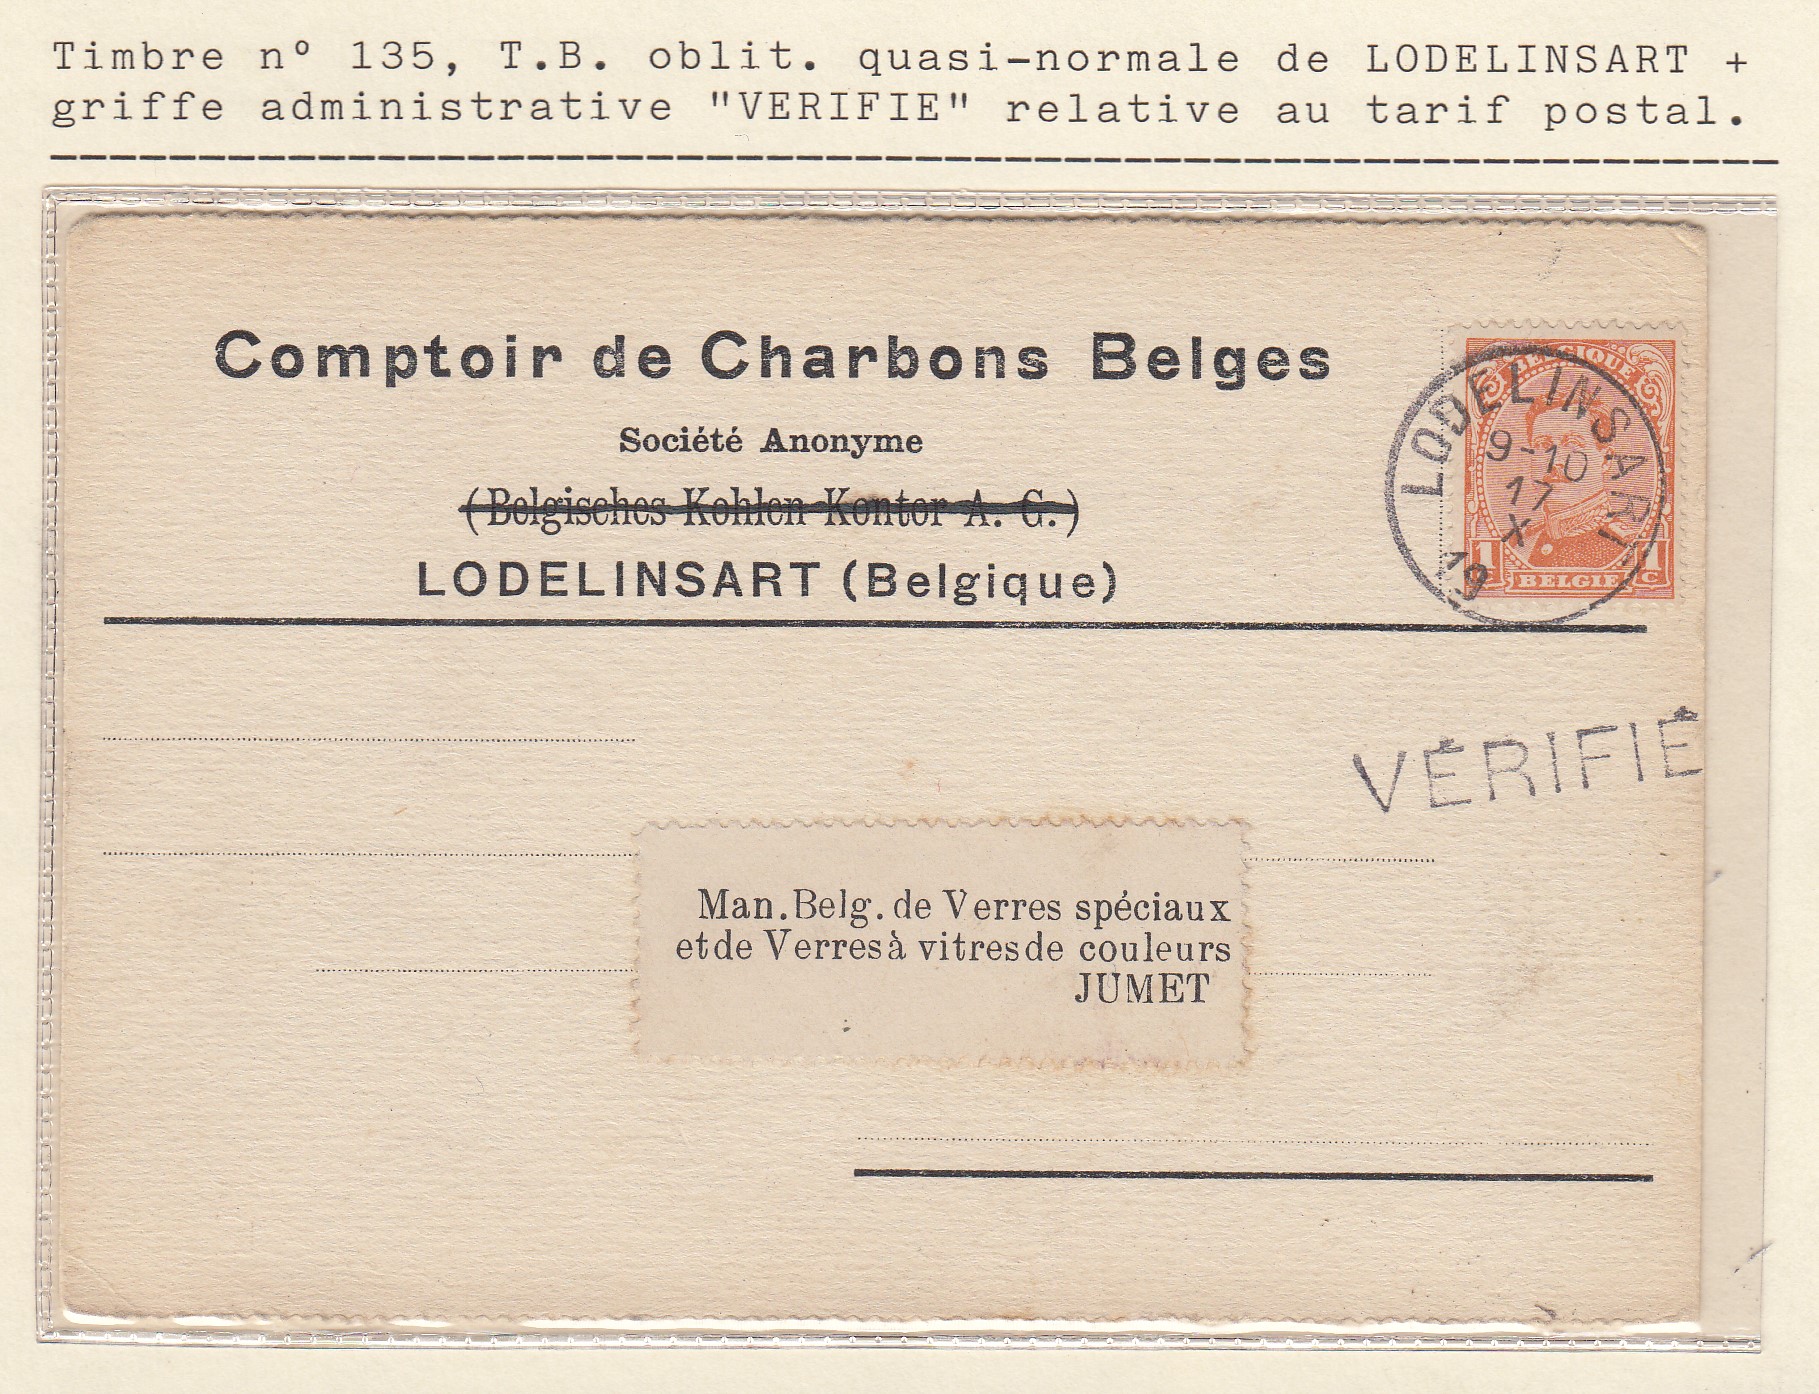 Timbre nº 135, T.B. oblit. quasi-normale de LODELINSART +
griffe administrative "VERIFIE" relative au tarif postal.
Comptoir de Charbons Belges
Société Anonyme
(Belgisches Kohlen Kontor A. G.)
LODELINSART (Belgique)
BELGIQUE
1 1
C
BELGIE
LODELINSART
9-10
17
X
19
VÉRIFIÉ
Man. Belg. de Verres spéciaux
et de Verres à vitres de couleurs
JUMET